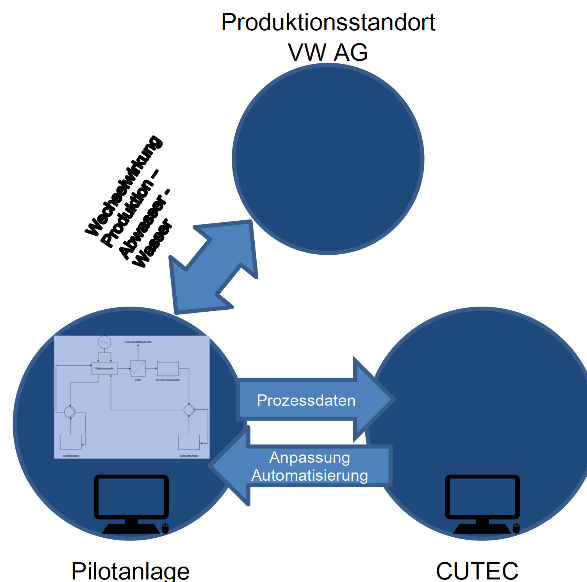 Produktionsstandort
VW AG
Wechselwirkung
Produktion –
Abwasser -
Wasser
Prozessdaten
Anpassung
Automatisierung
Pilotanlage
CUTEC